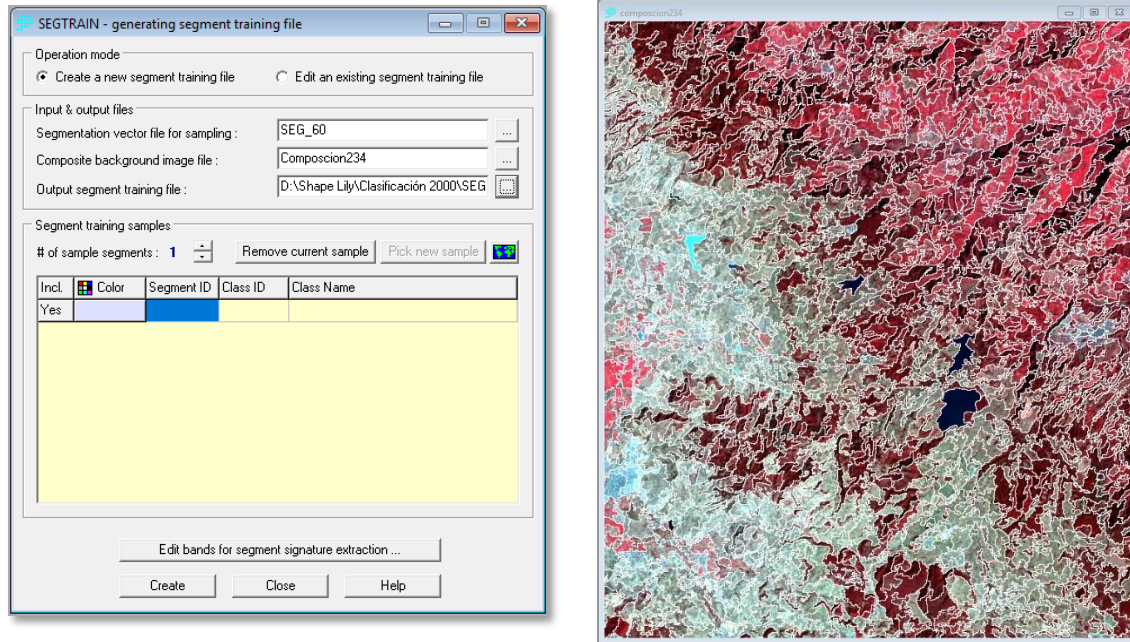 SEGTRAIN - generating segment training file
Operation mode
Create a new segment training file
Edit an existing segment training file
Input & output files
Segmentation vector file for sampling :
SEG_60
...
Composite background image file :
Composcion234
...
Output segment training file :
D:\Shape Lily\Clasificación 2000\SEG
...
Segment training samples
# of sample segments : 1
Remove current sample
Pick new sample
Incl. Color Segment ID Class ID Class Name
Yes
Edit bands for segment signature extraction ...
Create
Close
Help
composcion234